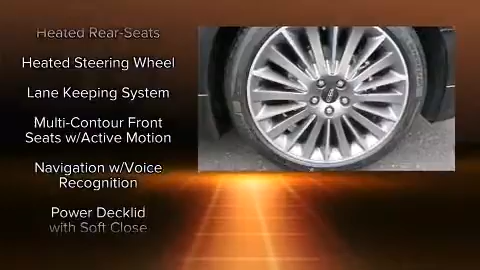 Heated Rear-Seats
Heated Steering Wheel
Lane Keeping System
Multi-Contour Front
Seats w/Active Motion
Navigation w/Voice
Recognition
Power Decklid
with Soft Close